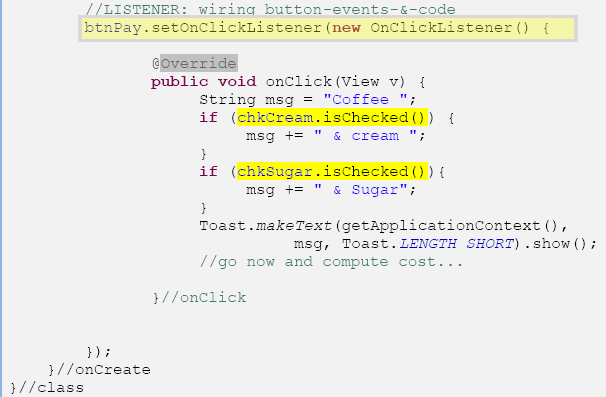 //LISTENER: wiring button-events-&-code
btnPay.setOnClickListener(new OnClickListener() {
@Override
public void onClick(View v) {
String msg = "Coffee ";
if (chkCream.isChecked()) {
msg += " & cream ";
}
if (chkSugar.isChecked()){
msg += " & Sugar";
}
Toast.makeText(getApplicationContext(),
msg, Toast.LENGTH_SHORT).show();
//go now and compute cost...
}//onClick
});
}//onCreate
}//class